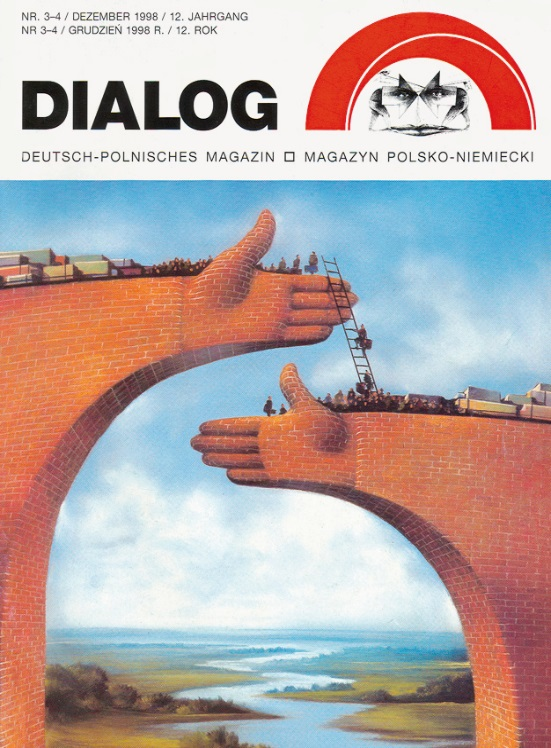 NR. 3–4 / DEZEMBER 1998 / 12. JAHRGANG
NR 3–4 / GRUDZIEŃ 1998 R. / 12. ROK
DIALOG
DEUTSCH-POLNISCHES MAGAZIN □ MAGAZYN POLSKO-NIEMIECKI